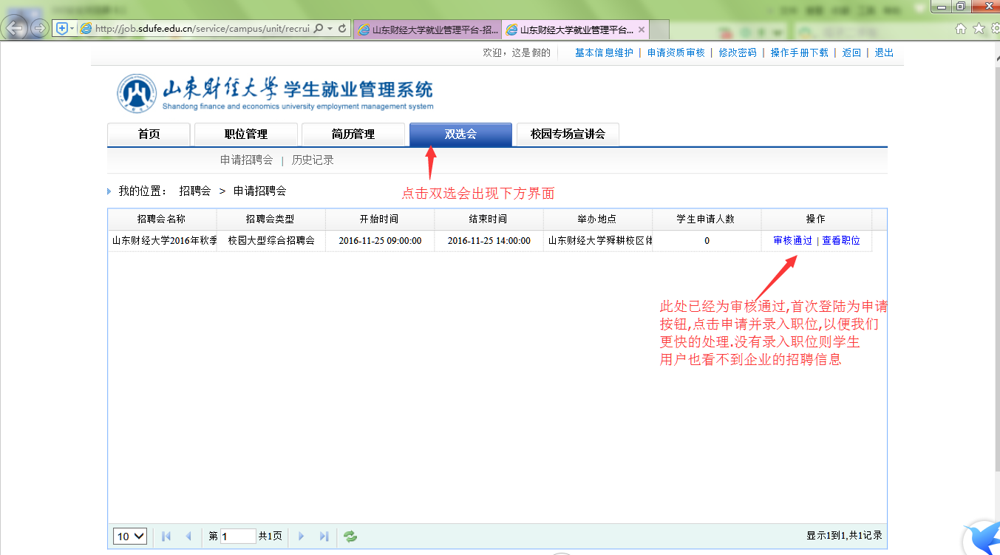 http://job.sdufe.edu.cn/service/campus/unit/recrui
山东财经大学就业管理平台-招...
山东财经大学就业管理平台...
欢迎，这是假的
基本信息维护 | 申请资质审核 | 修改密码 | 操作手册下载 | 返回 | 退出
山东财经大学 学生就业管理系统
Shandong finance and economics university employment management system
首页 职位管理 简历管理 双选会 校园专场宣讲会
申请招聘会 | 历史记录
我的位置： 招聘会 > 申请招聘会
点击双选会出现下方界面
招聘会名称 招聘会类型 开始时间 结束时间 举办地点 学生申请人数 操作
山东财经大学2016年秋季 校园大型综合招聘会 2016-11-25 09:00:00 2016-11-25 14:00:00 山东财经大学舜耕校区体 0 审核通过 | 查看职位
此处已经为审核通过,首次登陆为申请
按钮,点击申请并录入职位,以便我们
更快的处理.没有录入职位则学生
用户也看不到企业的招聘信息
10 第 1 共1页
显示1到1,共1记录